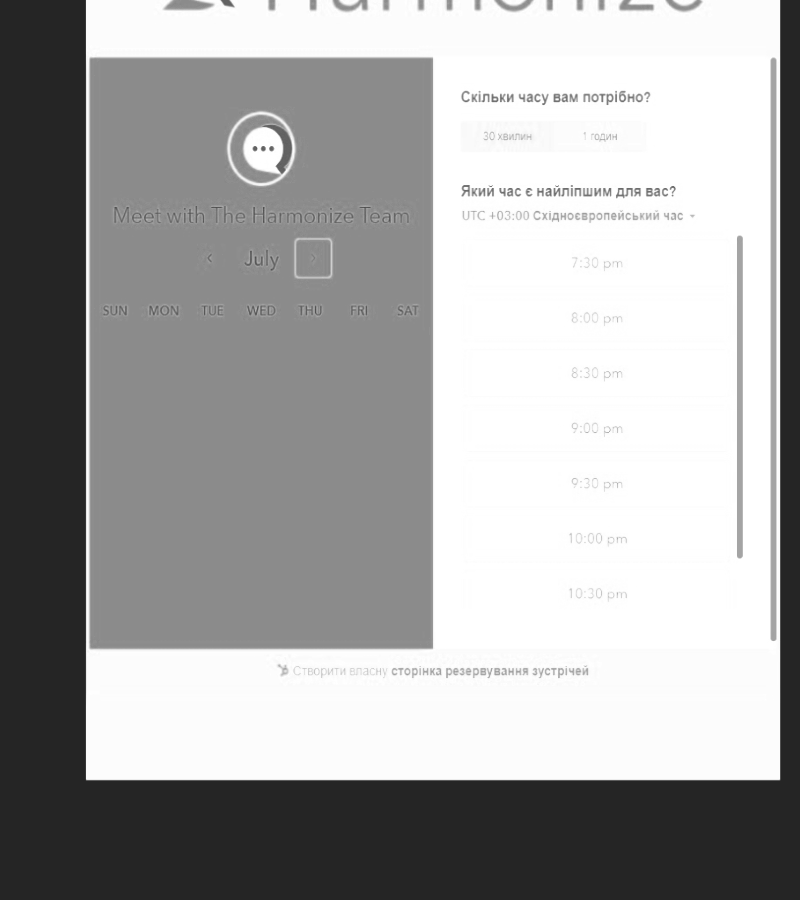 Harmonize
Meet with The Harmonize Team
July
SUN MON TUE WED THU FRI SAT
Скільки часу вам потрібно?
30 хвилин 1 годин
Який час є найліпшим для вас?
UTC +03:00 Східноєвропейський час
7:30 pm
8:00 pm
8:30 pm
9:00 pm
9:30 pm
10:00 pm
10:30 pm
Створити власну сторінка резервування зустрічей